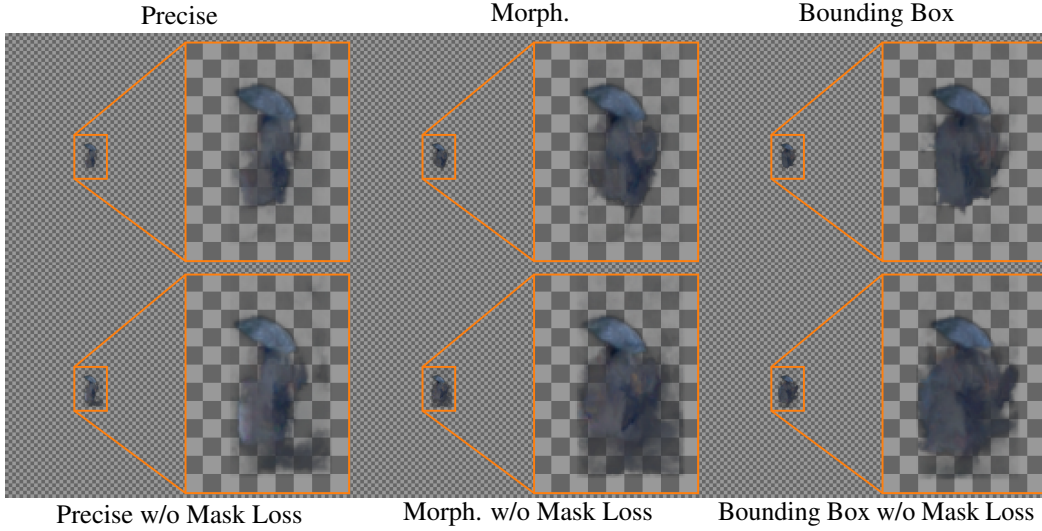 Precise Morph. Bounding Box
Precise w/o Mask Loss Morph. w/o Mask Loss Bounding Box w/o Mask Loss